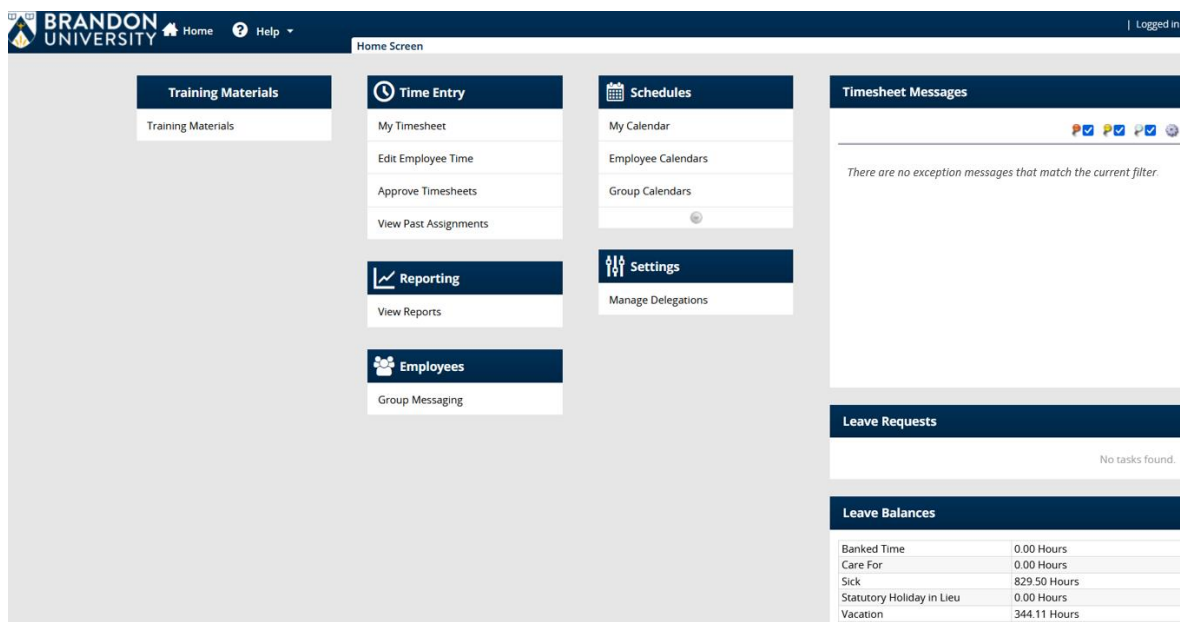 BRANDON
UNIVERSITY
Home
Help
| Logged in
Home Screen
Training Materials
Training Materials
Time Entry
My Timesheet
Edit Employee Time
Approve Timesheets
View Past Assignments
Reporting
View Reports
Employees
Group Messaging
Schedules
My Calendar
Employee Calendars
Group Calendars
Settings
Manage Delegations
Timesheet Messages
There are no exception messages that match the current filter.
Leave Requests
No tasks found.
Leave Balances
Banked Time 0.00 Hours
Care For 0.00 Hours
Sick 829.50 Hours
Statutory Holiday in Lieu 0.00 Hours
Vacation 344.11 Hours